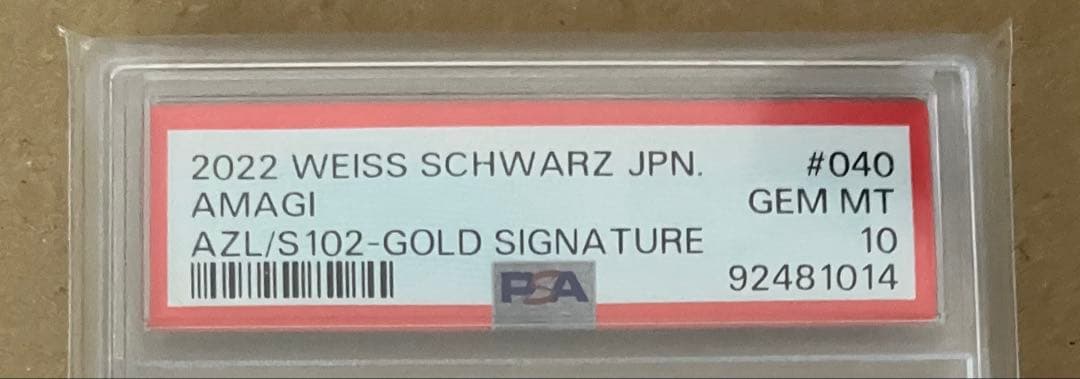 2022 WEISS SCHWARZ JPN. #040
AMAGI GEM MT
AZL/S102-GOLD SIGNATURE 10
PSA 92481014